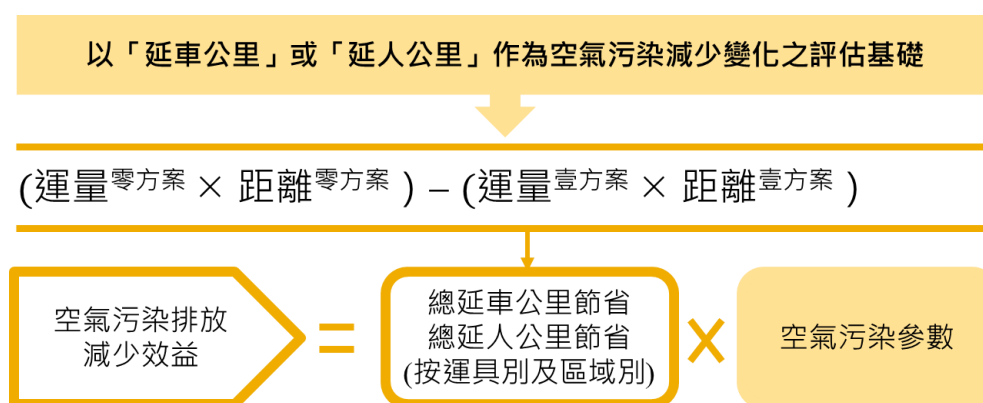 以「延車公里」或「延人公里」作為空氣污染減少變化之評估基礎
(運量零方案 × 距離零方案 ) – (運量壹方案 × 距離壹方案 )
空氣污染排放
減少效益
=
總延車公里節省
總延人公里節省
(按運具別及區域別)
×
空氣污染參數